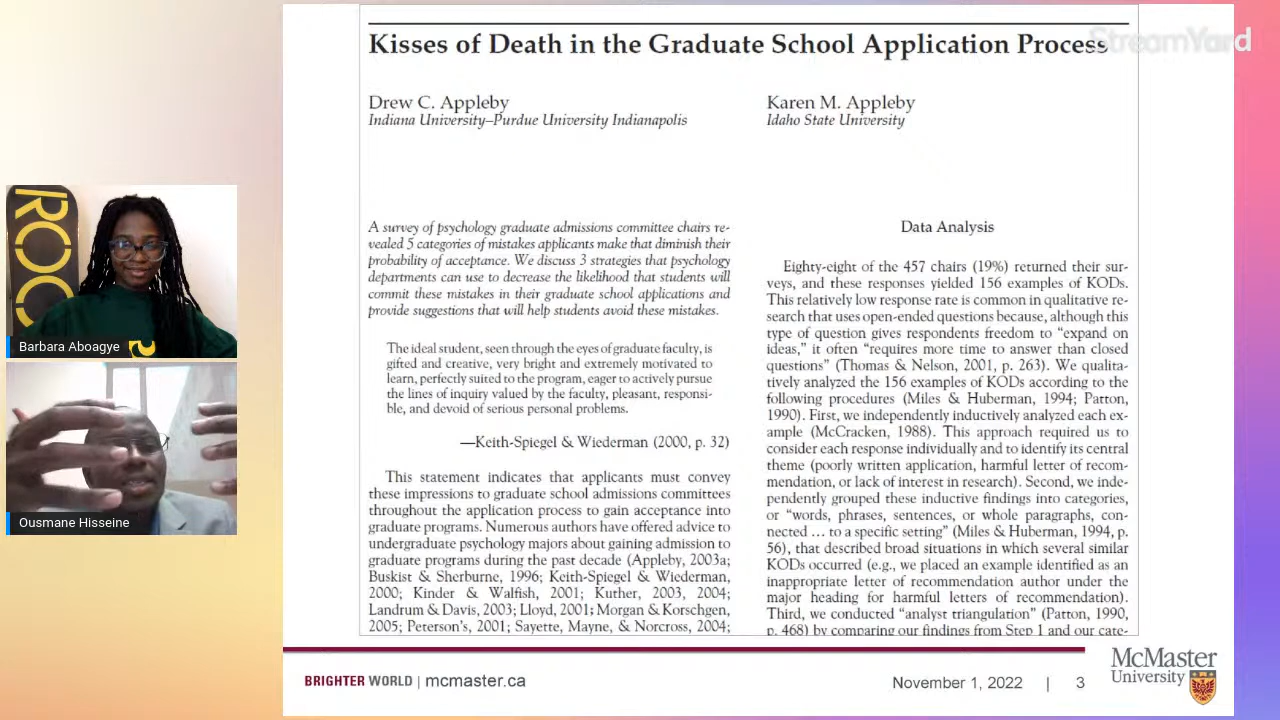 StreamYard
Kisses of Death in the Graduate School Application Process
Drew C. Appleby
Indiana University–Purdue University Indianapolis
Karen M. Appleby
Idaho State University
A survey of psychology graduate admissions committee chairs re-
vealed 5 categories of mistakes applicants make that diminish their
probability of acceptance. We discuss 3 strategies that psychology
departments can use to decrease the likelihood that students will
commit these mistakes in their graduate school applications and
provide suggestions that will help students avoid these mistakes.
The ideal student, seen through the eyes of graduate faculty, is
gifted and creative, very bright and extremely motivated to
learn, perfectly suited to the program, eager to actively pursue
the lines of inquiry valued by the faculty, pleasant, responsi-
ble, and devoid of serious personal problems.
—Keith-Spiegel & Wiederman (2000, p. 32)
This statement indicates that applicants must convey
these impressions to graduate school admissions committees
throughout the application process to gain acceptance into
graduate programs. Numerous authors have offered advice to
undergraduate psychology majors about gaining admission to
graduate programs during the past decade (Appleby, 2003a;
Buskist & Sherburne, 1996; Keith-Spiegel & Wiederman,
2000; Kinder & Walfish, 2001; Kuther, 2003, 2004;
Landrum & Davis, 2003; Lloyd, 2001; Morgan & Korschgen,
2005; Peterson's, 2001; Sayette, Mayne, & Norcross, 2004;
Data Analysis
Eighty-eight of the 457 chairs (19%) returned their sur-
veys, and these responses yielded 156 examples of KODs.
This relatively low response rate is common in qualitative re-
search that uses open-ended questions because, although this
type of question gives respondents freedom to “expand on
ideas,” it often “requires more time to answer than closed
questions” (Thomas & Nelson, 2001, p. 263). We qualita-
tively analyzed the 156 examples of KODs according to the
following procedures (Miles & Huberman, 1994; Patton,
1990). First, we independently inductively analyzed each ex-
ample (McCracken, 1988). This approach required us to
consider each response individually and to identify its central
theme (poorly written application, harmful letter of recom-
mendation, or lack of interest in research). Second, we inde-
pendently grouped these inductive findings into categories,
or “words, phrases, sentences, or whole paragraphs, con-
nected … to a specific setting” (Miles & Huberman, 1994, p.
56), that described broad situations in which several similar
KODs occurred (e.g., we placed an example identified as an
inappropriate letter of recommendation author under the
major heading for harmful letters of recommendation).
Third, we conducted “analyst triangulation” (Patton, 1990,
p. 468) by comparing our findings from Step 1 and our cate-
ROC
Barbara Aboagye
Ousmane Hisseine
BRIGHTER WORLD | mcmaster.ca
November 1, 2022 | 3
McMaster
University